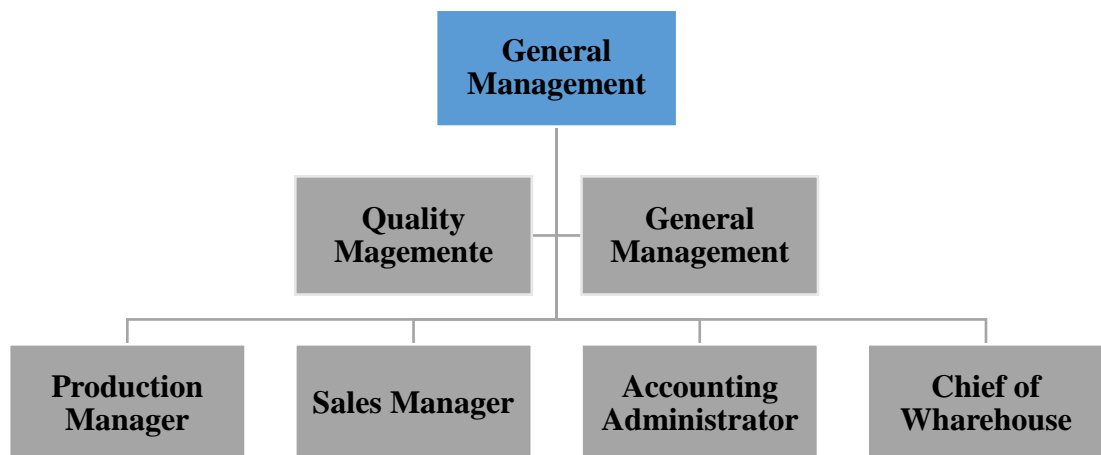 General
Management
Quality
Magemente
General
Management
Production
Manager
Sales Manager
Accounting
Administrator
Chief of
Wharehouse